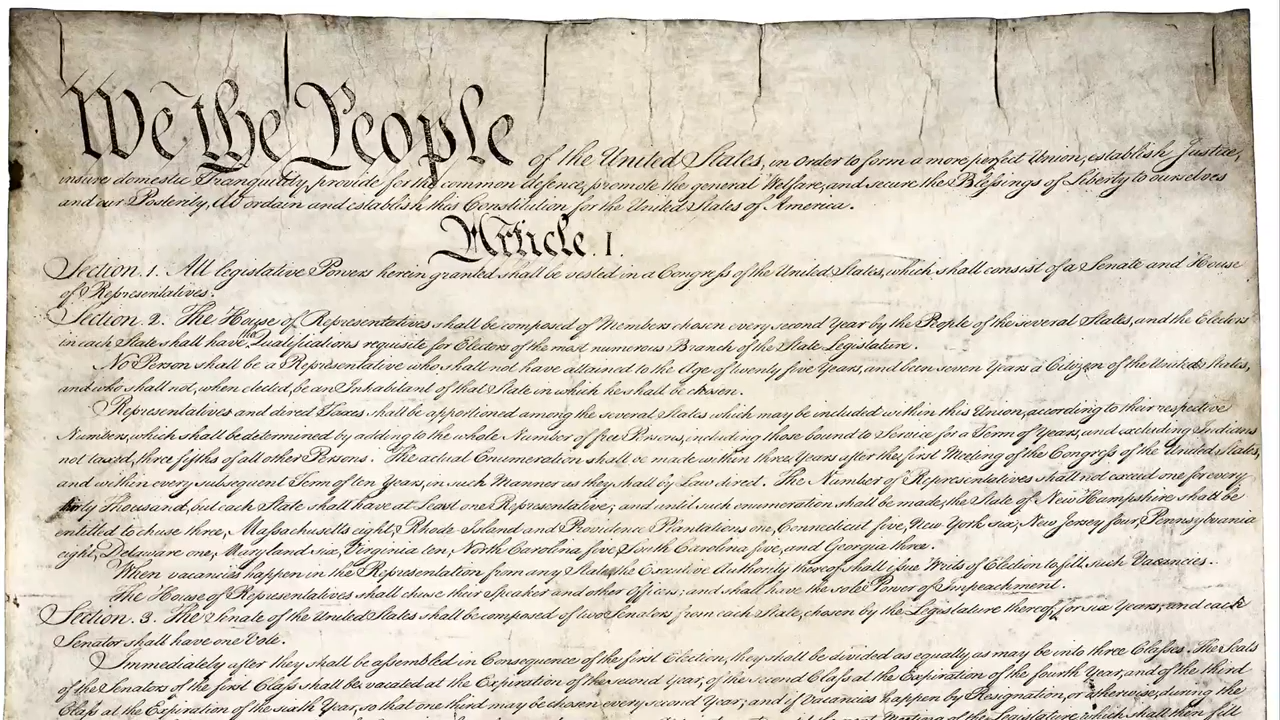 We the People of the United States, in Order to form a more perfect Union, establish Justice,
insure domestic Tranquility, provide for the common defence, promote the general Welfare, and secure the Blessings of Liberty to ourselves
and our Posterity, do ordain and establish this Constitution for the United States of America.
Article. I.
Section. 1. All legislative Powers herein granted shall be vested in a Congress of the United States, which shall consist of a Senate and House
of Representatives.
Section. 2. The House of Representatives shall be composed of Members chosen every second Year by the People of the several States, and the Electors
in each State shall have the Qualifications requisite for Electors of the most numerous Branch of the State Legislature.
No Person shall be a Representative who shall not have attained to the Age of twenty five Years, and been seven Years a Citizen of the United States,
and who shall not, when elected, be an Inhabitant of that State in which he shall be chosen.
Representatives and direct Taxes shall be apportioned among the several States which may be included within this Union, according to their respective
Numbers, which shall be determined by adding to the whole Number of free Persons, including those bound to Service for a Term of Years, and excluding Indians
not taxed, three fifths of all other Persons. The actual Enumeration shall be made within three Years after the first Meeting of the Congress of the United States,
and within every subsequent Term of ten Years, in such Manner as they shall by Law direct. The Number of Representatives shall not exceed one for every
thirty Thousand, but each State shall have at Least one Representative; and until such enumeration shall be made, the State of New Hampshire shall be
entitled to chuse three, Massachusetts eight, Rhode Island and Providence Plantations one, Connecticut five, New York six, New Jersey four, Pennsylvania
eight, Delaware one, Maryland six, Virginia ten, North Carolina five, South Carolina five, and Georgia three.
When vacancies happen in the Representation from any State, the Executive Authority thereof shall issue Writs of Election to fill such Vacancies.
The House of Representatives shall chuse their Speaker and other Officers; and shall have the sole Power of Impeachment.
Section. 3. The Senate of the United States shall be composed of two Senators from each State, chosen by the Legislature thereof, for six Years; and each
Senator shall have one Vote.
Immediately after they shall be assembled in Consequence of the first Election, they shall be divided as equally as may be into three Classes. The Seats
of the Senators of the first Class shall be vacated at the Expiration of the second Year, of the second Class at the Expiration of the fourth Year, and of the third
Class at the Expiration of the sixth Year, so that one third may be chosen every second Year; and if Vacancies happen by Resignation, or otherwise, during the
Meeting of the Legislature, which shall then fill